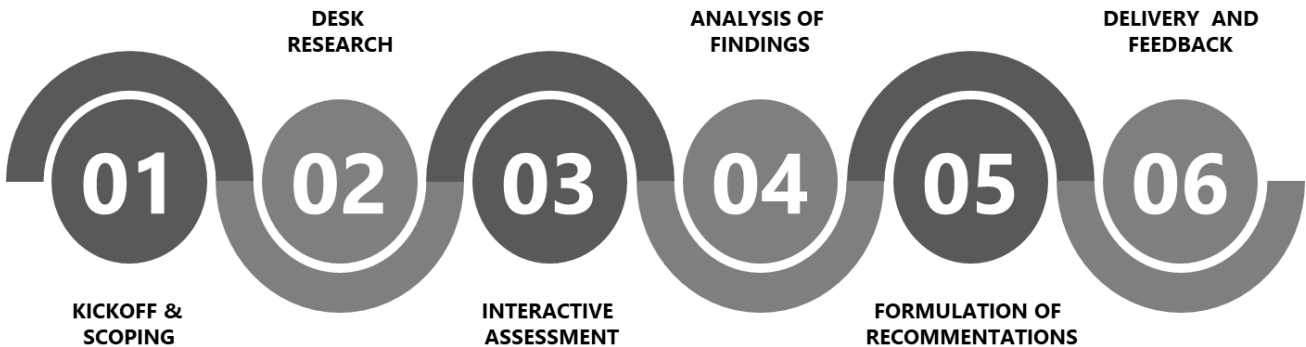 01
KICKOFF &
SCOPING
DESK
RESEARCH
02
03
INTERACTIVE
ASSESSMENT
ANALYSIS OF
FINDINGS
04
05
FORMULATION OF
RECOMMENTATIONS
DELIVERY AND
FEEDBACK
06